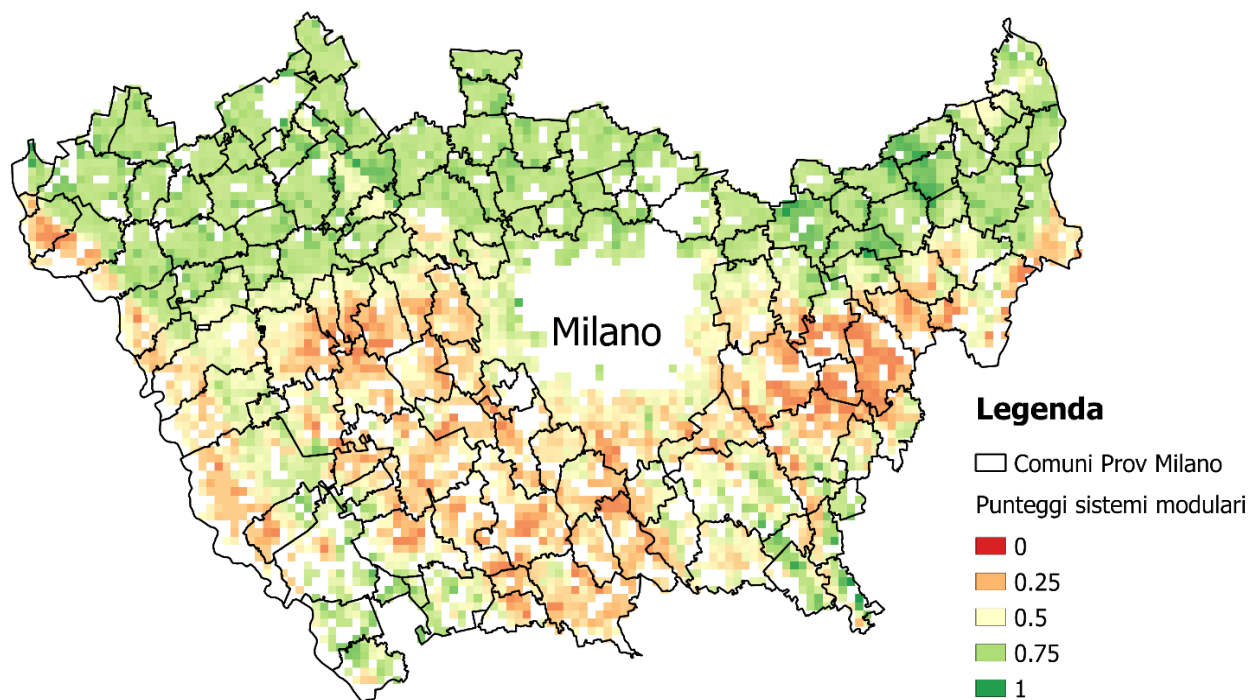 Milano
Legenda
Comuni Prov Milano
Punteggi sistemi modulari
0
0.25
0.5
0.75
1